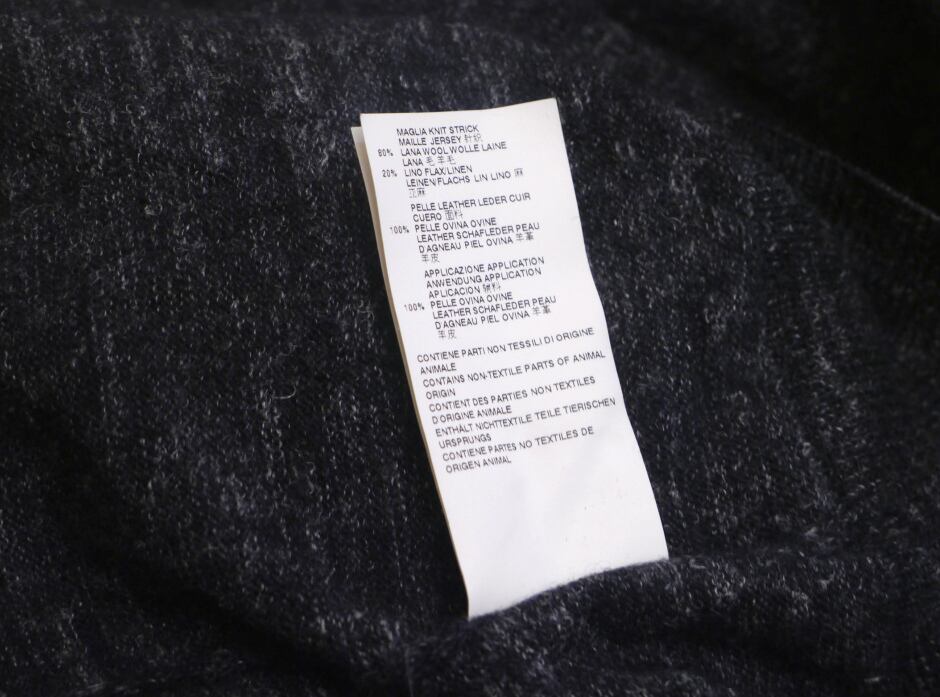 MAGLIA KNIT STRICK
MAILLE JERSEY 针织
80% LANA WOOL WOLLE LAINE
LANA 毛 羊毛
20% LINO FLAX/LINEN
LEINEN/FLACHS LIN LINO 麻
亚麻
PELLE LEATHER LEDER CUIR
CUERO 面料
100% PELLE OVINA OVINE
LEATHER SCHAFLEDER PEAU
D'AGNEAU PIEL OVINA 羊革
羊皮
APPLICAZIONE APPLICATION
ANWENDUNG APPLICATION
APLICACION 辅料
100% PELLE OVINA OVINE
LEATHER SCHAFLEDER PEAU
D'AGNEAU PIEL OVINA 羊革
羊皮
CONTIENE PARTI NON TESSILI DI ORIGINE
ANIMALE
CONTAINS NON-TEXTILE PARTS OF ANIMAL
ORIGIN
CONTIENT DES PARTIES NON TEXTILES
D'ORIGINE ANIMALE
ENTHÄLT NICHTTEXTILE TEILE TIERISCHEN
URSPRUNGS
CONTIENE PARTES NO TEXTILES DE
ORIGEN ANIMAL